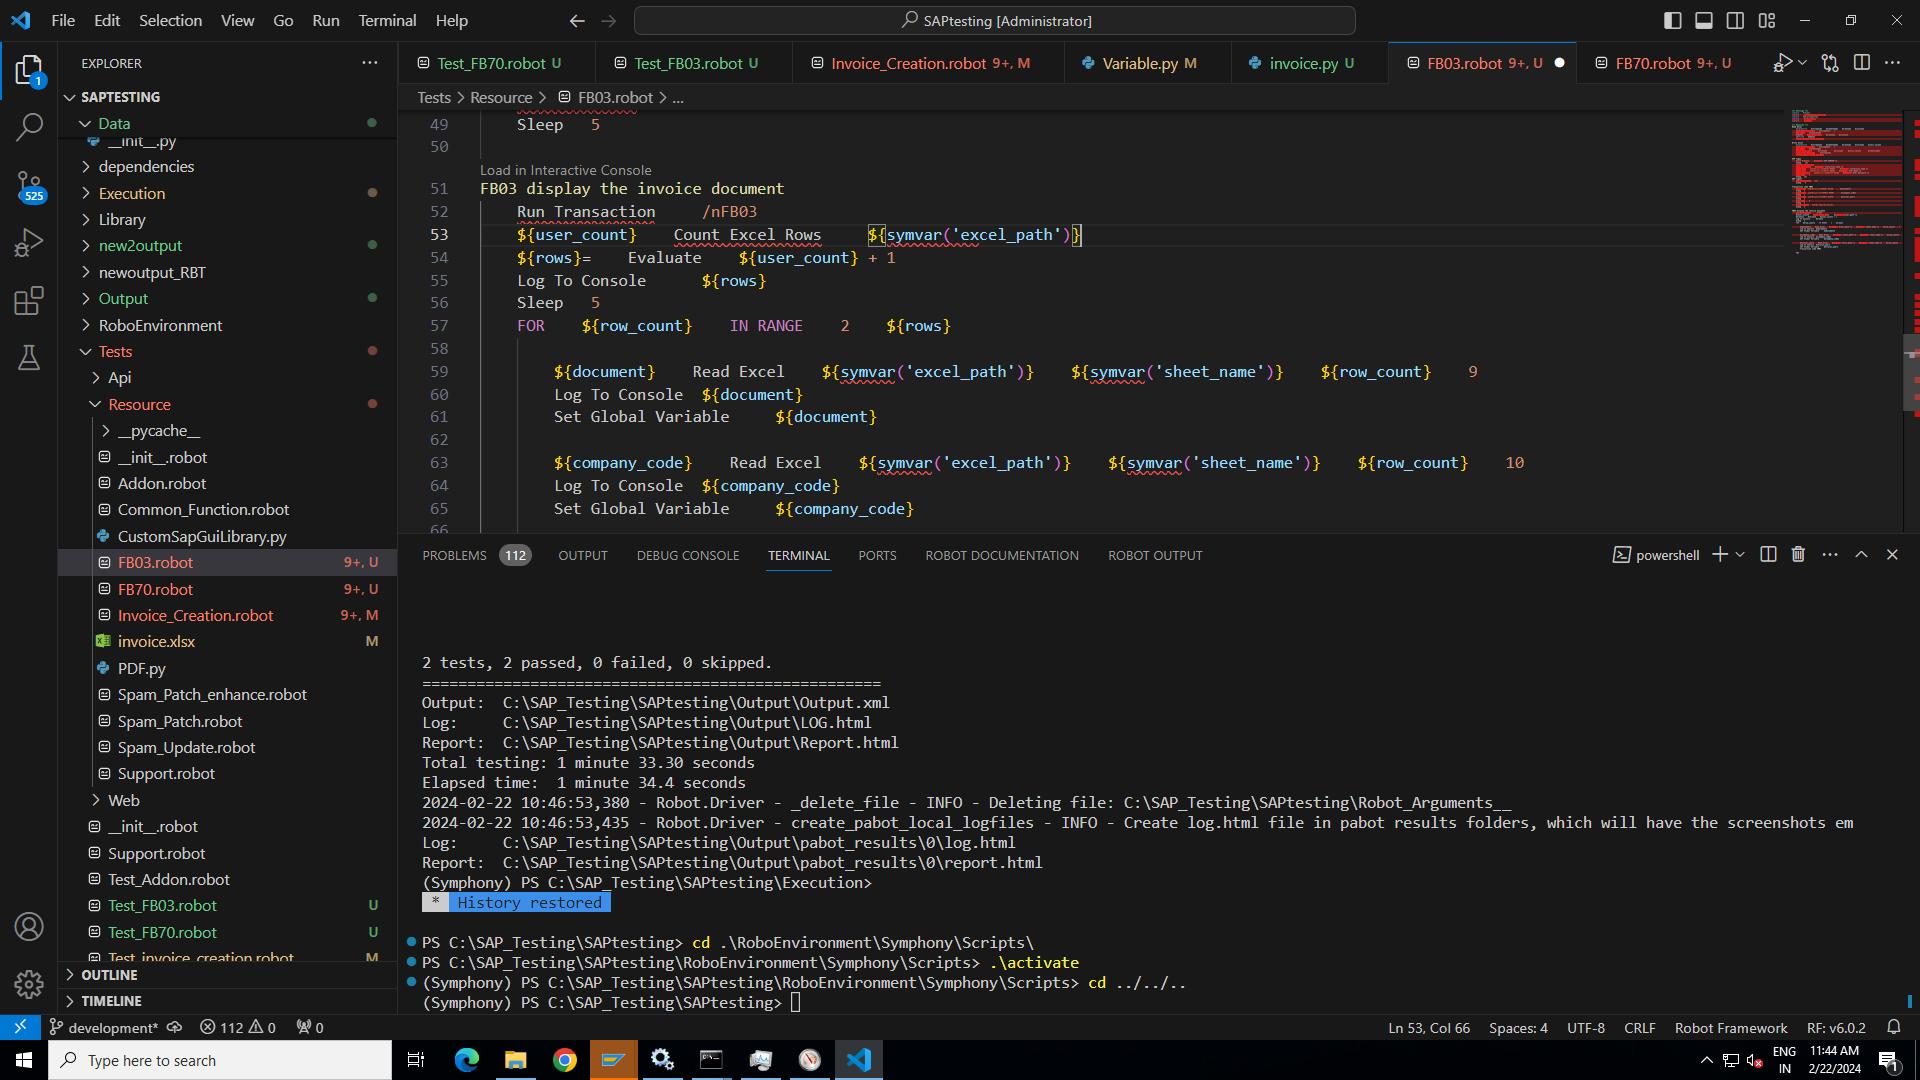 File Edit Selection View Go Run Terminal Help
SAPtesting [Administrator]
EXPLORER
SAPTESTING
Data
__init__.py
dependencies
Execution
Library
new2output
newoutput_RBT
Output
RoboEnvironment
Tests
Api
Resource
__pycache__
__init__.robot
Addon.robot
Common_Function.robot
CustomSapGuiLibrary.py
FB03.robot 9+, U
FB70.robot 9+, U
Invoice_Creation.robot 9+, M
invoice.xlsx M
PDF.py
Spam_Patch_enhance.robot
Spam_Patch.robot
Spam_Update.robot
Support.robot
Web
__init__.robot
Support.robot
Test_Addon.robot
Test_FB03.robot U
Test_FB70.robot U
Test_invoice_creation.robot M
OUTLINE
TIMELINE
1
525
Test_FB70.robot U
Test_FB03.robot U
Invoice_Creation.robot 9+, M
Variable.py M
invoice.py U
FB03.robot 9+, U
FB70.robot 9+, U
Tests > Resource > FB03.robot > ...
49 Sleep 5
50
Load in Interactive Console
51 FB03 display the invoice document
52 Run Transaction /nFB03
53 ${user_count} Count Excel Rows ${symvar('excel_path')}
54 ${rows}= Evaluate ${user_count} + 1
55 Log To Console ${rows}
56 Sleep 5
57 FOR ${row_count} IN RANGE 2 ${rows}
58
59 ${document} Read Excel ${symvar('excel_path')} ${symvar('sheet_name')} ${row_count} 9
60 Log To Console ${document}
61 Set Global Variable ${document}
62
63 ${company_code} Read Excel ${symvar('excel_path')} ${symvar('sheet_name')} ${row_count} 10
64 Log To Console ${company_code}
65 Set Global Variable ${company_code}
66
PROBLEMS 112 OUTPUT DEBUG CONSOLE TERMINAL PORTS ROBOT DOCUMENTATION ROBOT OUTPUT
powershell
2 tests, 2 passed, 0 failed, 0 skipped.
===================================================
Output: C:\SAP_Testing\SAPtesting\Output\Output.xml
Log: C:\SAP_Testing\SAPtesting\Output\LOG.html
Report: C:\SAP_Testing\SAPtesting\Output\Report.html
Total testing: 1 minute 33.30 seconds
Elapsed time: 1 minute 34.4 seconds
2024-02-22 10:46:53,380 - Robot.Driver - _delete_file - INFO - Deleting file: C:\SAP_Testing\SAPtesting\Robot_Arguments__
2024-02-22 10:46:53,435 - Robot.Driver - create_pabot_local_logfiles - INFO - Create log.html file in pabot results folders, which will have the screenshots em
Log: C:\SAP_Testing\SAPtesting\Output\pabot_results\0\log.html
Report: C:\SAP_Testing\SAPtesting\Output\pabot_results\0\report.html
(Symphony) PS C:\SAP_Testing\SAPtesting\Execution>
* History restored
PS C:\SAP_Testing\SAPtesting> cd .\RoboEnvironment\Symphony\Scripts\
PS C:\SAP_Testing\SAPtesting\RoboEnvironment\Symphony\Scripts> .\activate
(Symphony) PS C:\SAP_Testing\SAPtesting\RoboEnvironment\Symphony\Scripts> cd ../../..
(Symphony) PS C:\SAP_Testing\SAPtesting>
development* 112 0 0
Ln 53, Col 66 Spaces: 4 UTF-8 CRLF Robot Framework RF: v6.0.2
Type here to search
ENG
IN
11:44 AM
2/22/2024
1